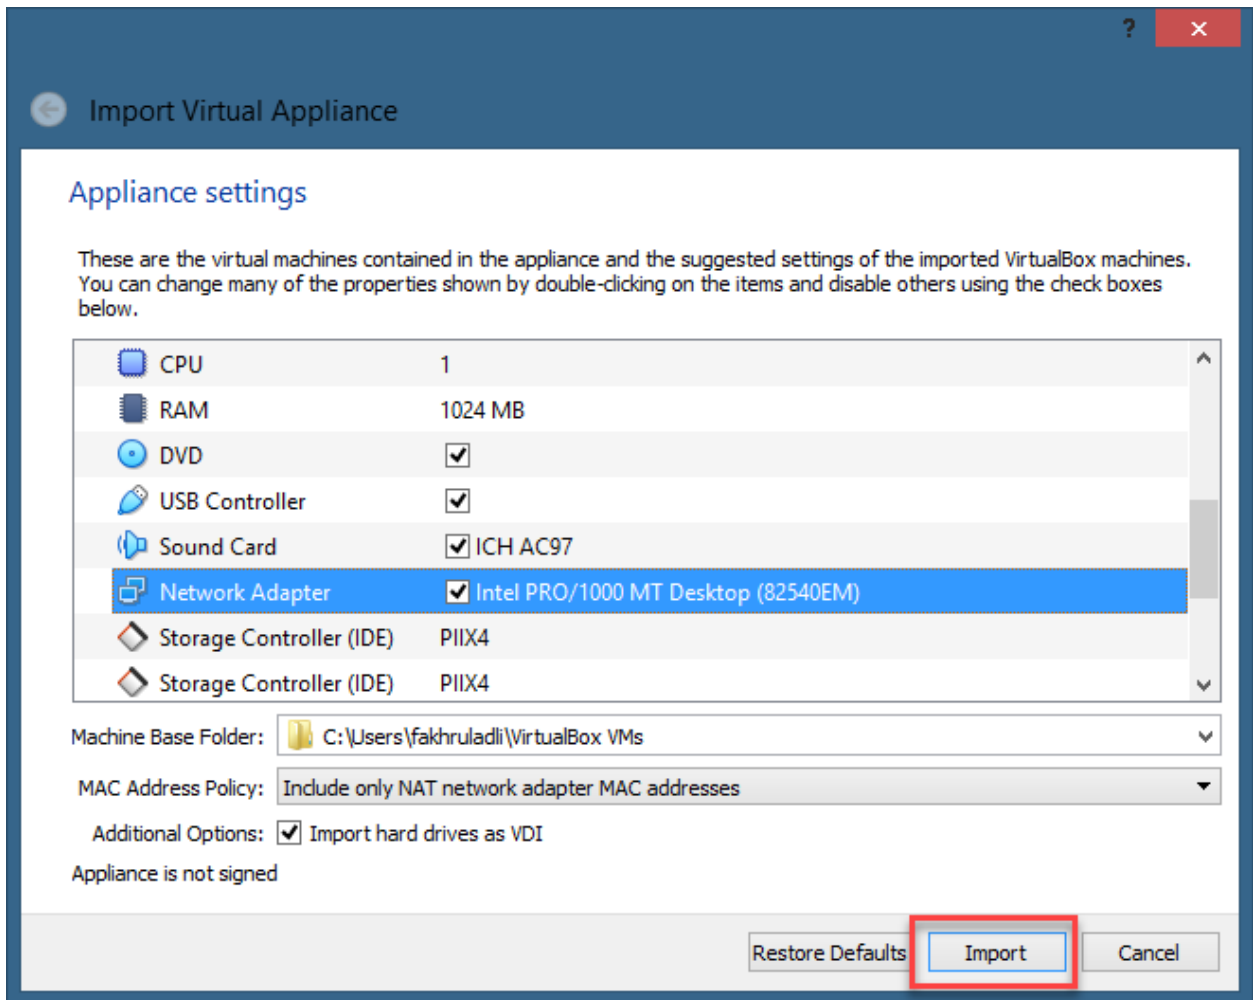 ?
Import Virtual Appliance
Appliance settings
These are the virtual machines contained in the appliance and the suggested settings of the imported VirtualBox machines.
You can change many of the properties shown by double-clicking on the items and disable others using the check boxes
below.
CPU 1
RAM 1024 MB
DVD
USB Controller
Sound Card ICH AC97
Network Adapter Intel PRO/1000 MT Desktop (82540EM)
Storage Controller (IDE) PIIX4
Storage Controller (IDE) PIIX4
Machine Base Folder: C:\Users\fakhruladli\VirtualBox VMs
MAC Address Policy: Include only NAT network adapter MAC addresses
Additional Options: Import hard drives as VDI
Appliance is not signed
Restore Defaults Import Cancel